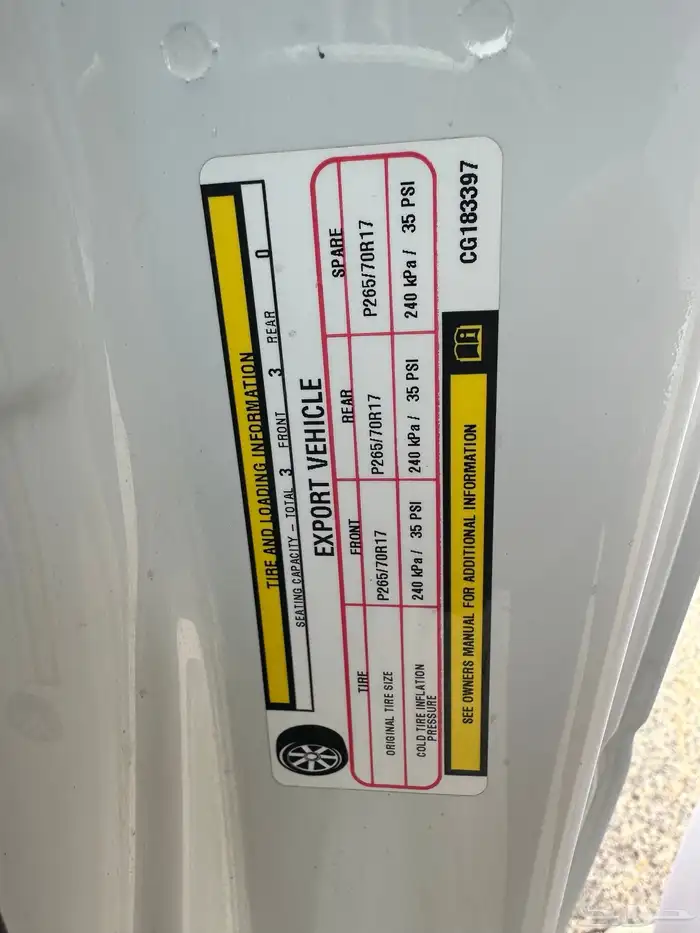 TIRE AND LOADING INFORMATION
SEATING CAPACITY – TOTAL 3 FRONT 3 REAR 0
EXPORT VEHICLE
TIRE FRONT REAR SPARE
ORIGINAL TIRE SIZE P265/70R17 P265/70R17 P265/70R17
COLD TIRE INFLATION PRESSURE 240 kPa / 35 PSI 240 kPa / 35 PSI 240 kPa / 35 PSI
SEE OWNERS MANUAL FOR ADDITIONAL INFORMATION
CG183397